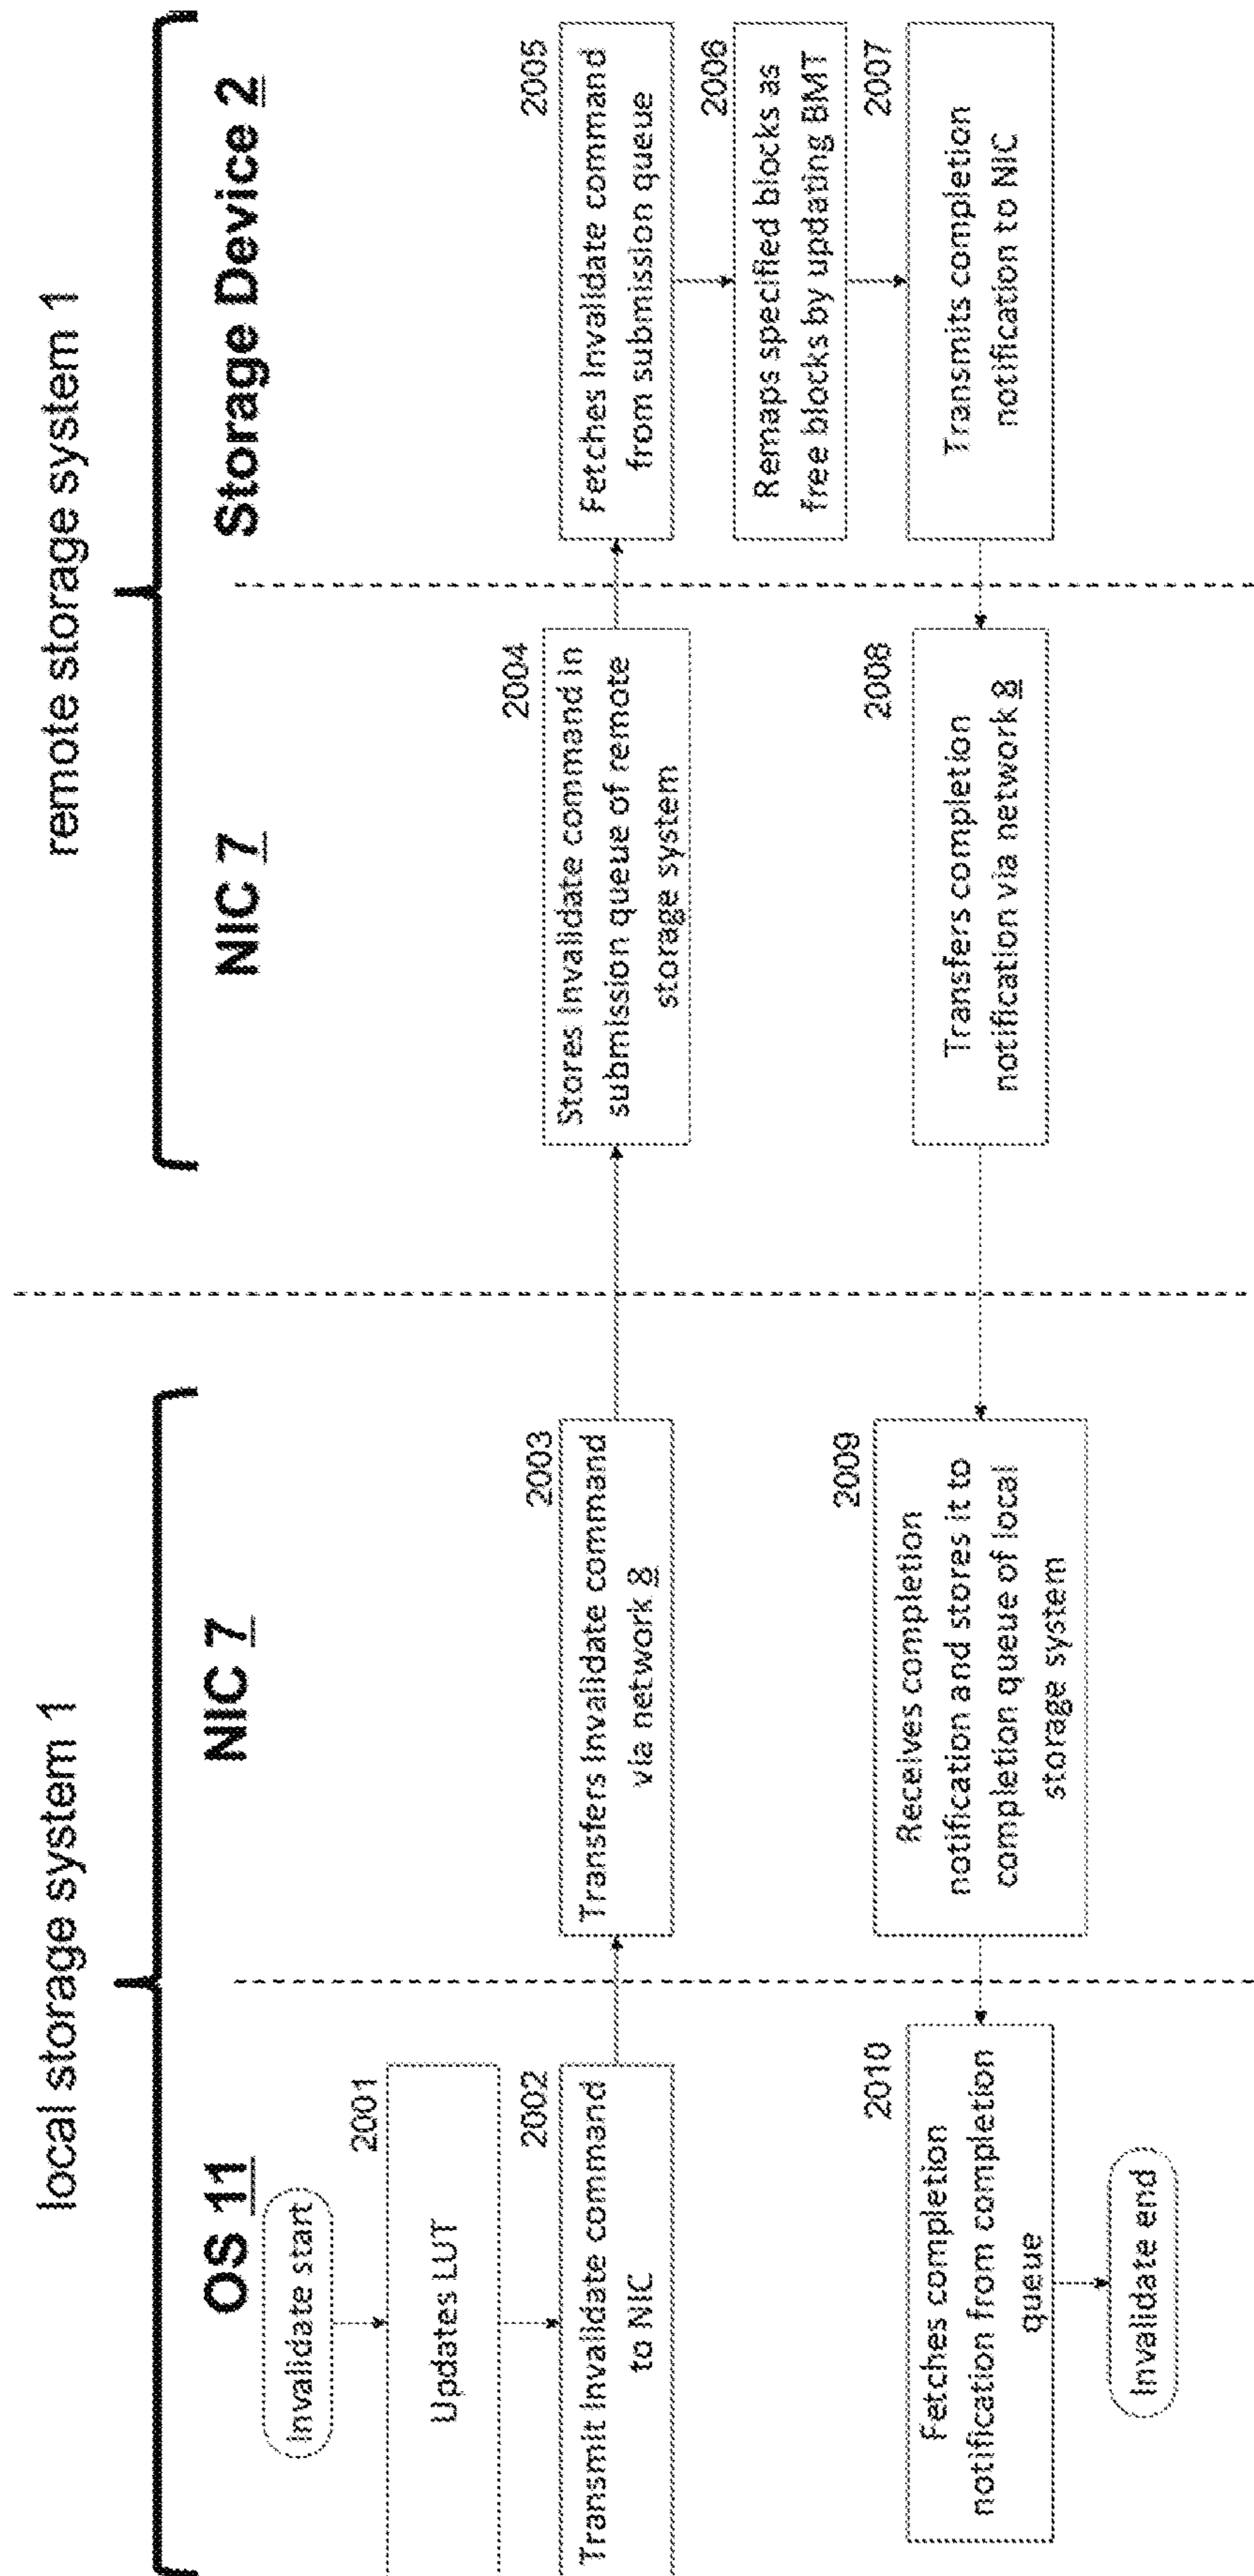 local storage system 1
remote storage system 1
OS 11
NIC 7
NIC 7
Storage Device 2
Invalidate start
2001
Updates LUT
2002
Transmit Invalidate command
to NIC
2003
Transfers Invalidate command
via network 8
2004
Stores Invalidate command in
submission queue of remote
storage system
2005
Fetches Invalidate command
from submission queue
2006
Remaps specified blocks as
free blocks by updating BMT
2007
Transmits completion
notification to NIC
2008
Transfers completion
notification via network 8
2009
Receives completion
notification and stores it to
completion queue of local
storage system
2010
Fetches completion
notification from completion
queue
Invalidate end